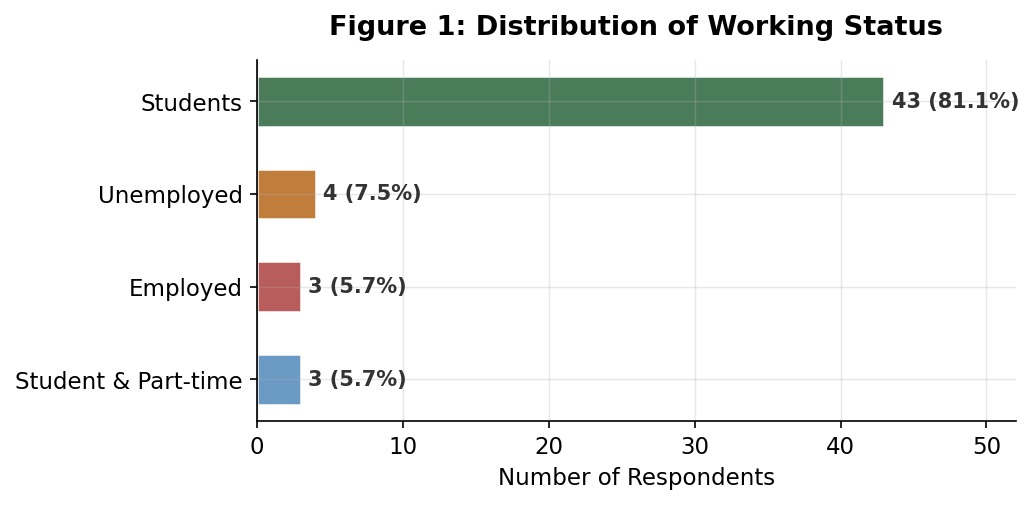 Figure 1: Distribution of Working Status
Students
43 (81.1%)
Unemployed
4 (7.5%)
Employed
3 (5.7%)
Student & Part-time
3 (5.7%)
0 10 20 30 40 50
Number of Respondents